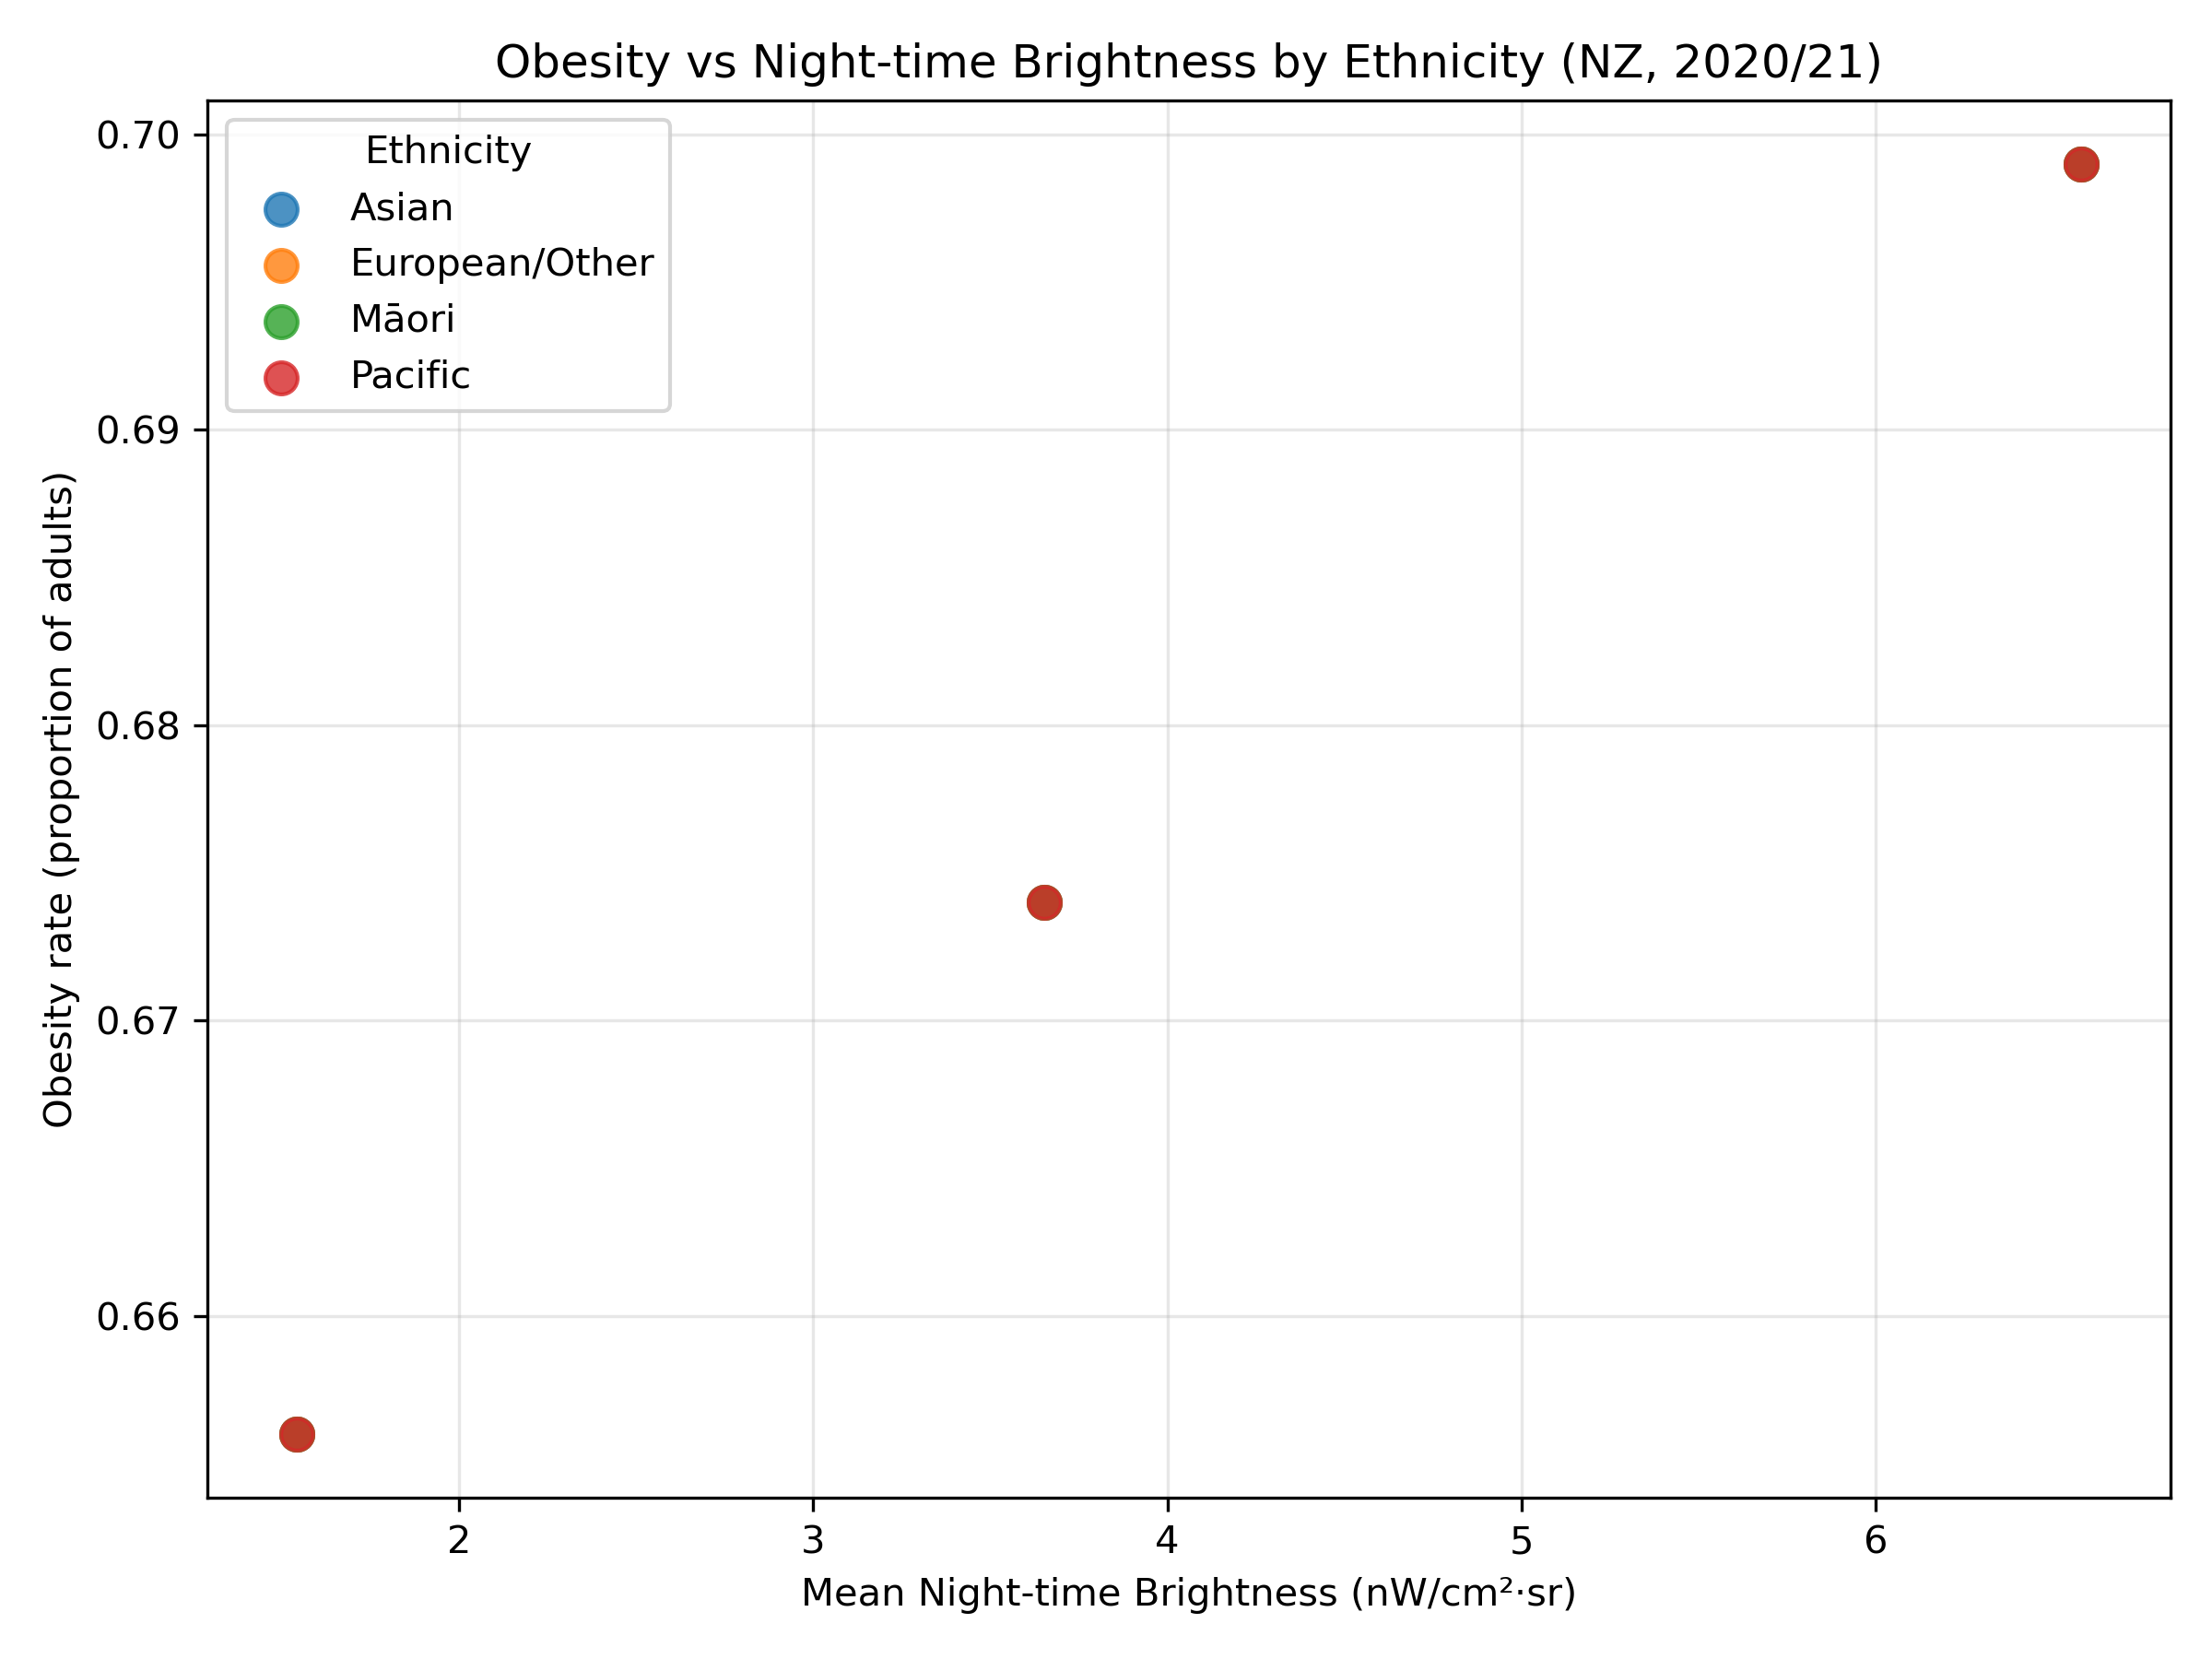 Obesity vs Night-time Brightness by Ethnicity (NZ, 2020/21)
Ethnicity
Asian
European/Other
Māori
Pacific
0.70
0.69
0.68
0.67
0.66
Obesity rate (proportion of adults)
2 3 4 5 6
Mean Night-time Brightness (nW/cm²·sr)